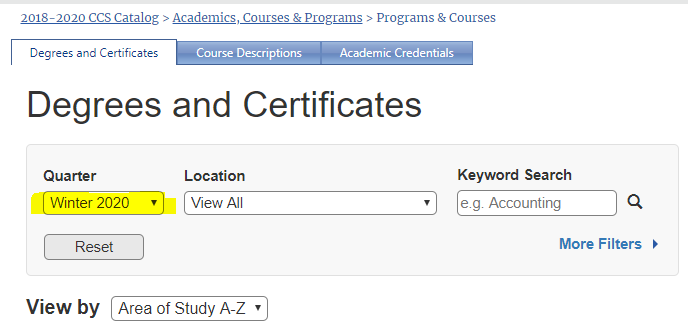 2018-2020 CCS Catalog > Academics, Courses & Programs > Programs & Courses
Degrees and Certificates Course Descriptions Academic Credentials
Degrees and Certificates
Quarter Location Keyword Search
Winter 2020 View All e.g. Accounting
Reset More Filters
View by Area of Study A-Z